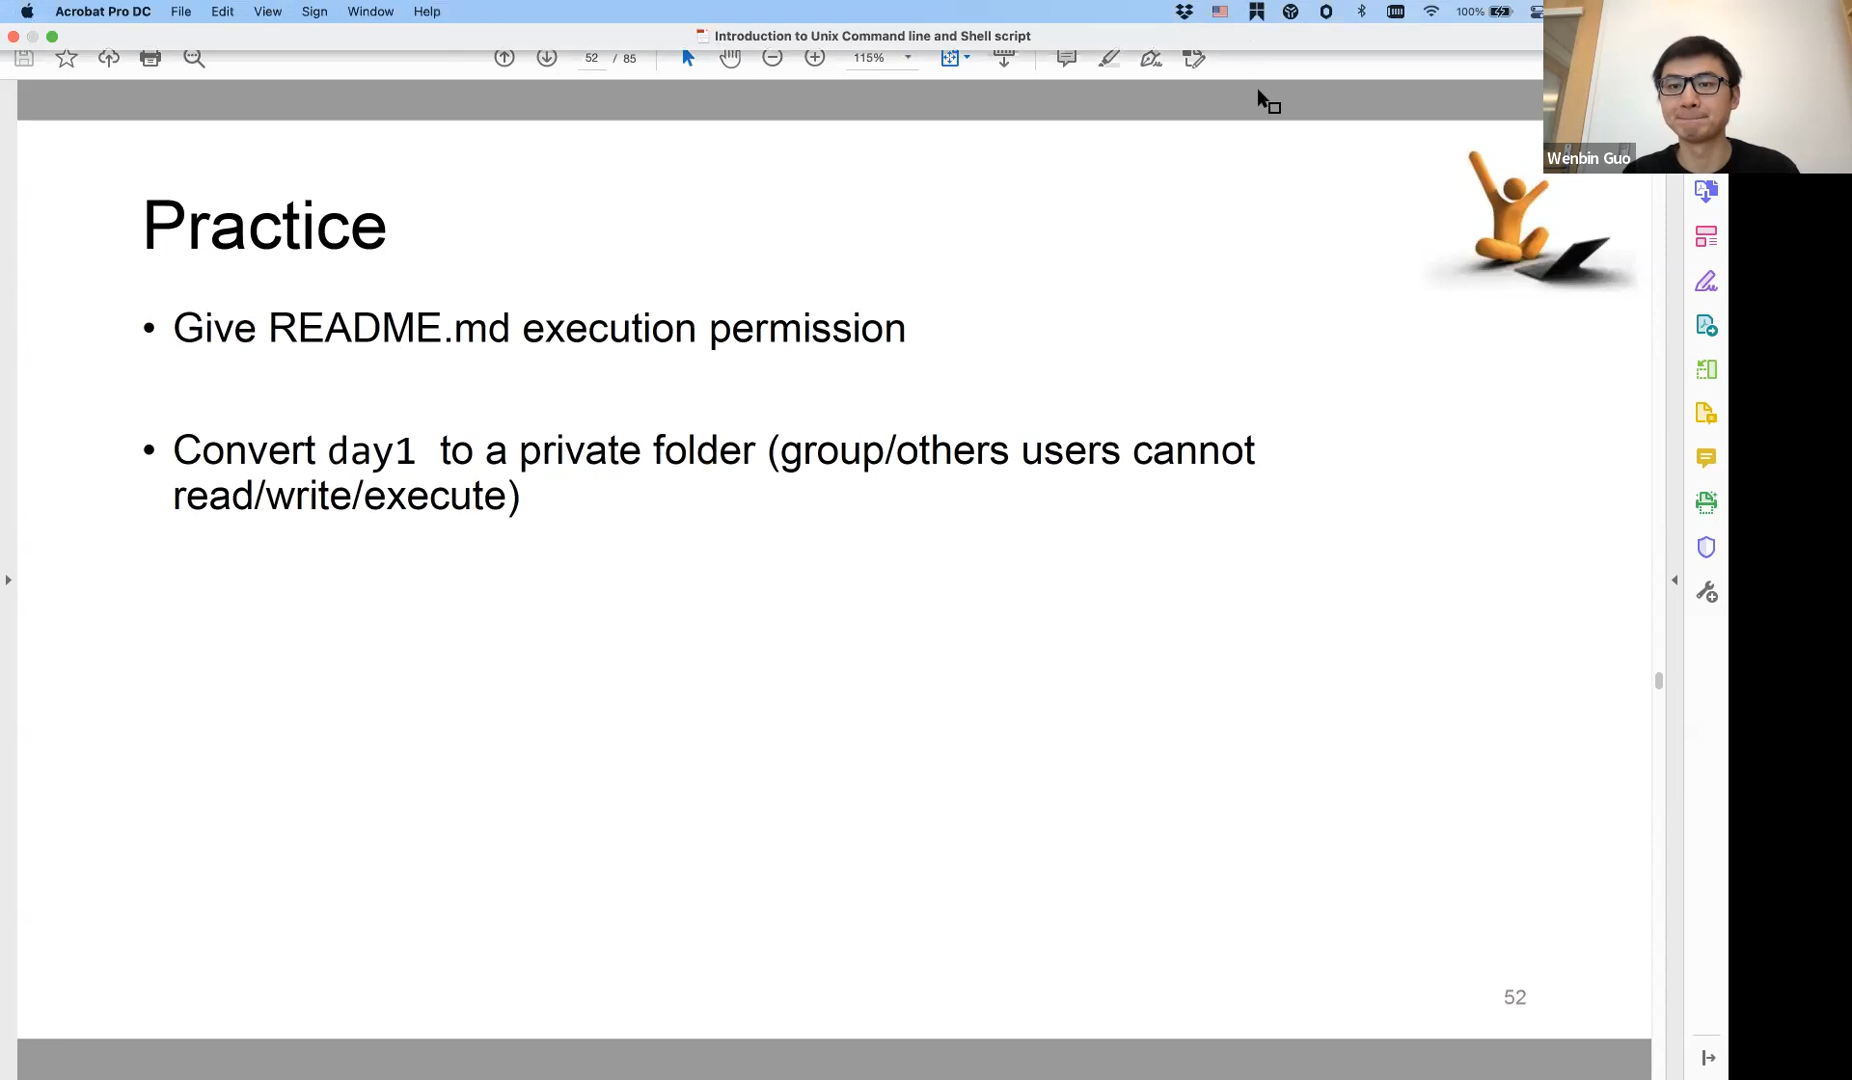 Acrobat Pro DC File Edit View Sign Window Help 100%
Introduction to Unix Command line and Shell script
52 / 85 115%
Wenbin Guo
Practice
• Give README.md execution permission
• Convert day1 to a private folder (group/others users cannot
read/write/execute)
52